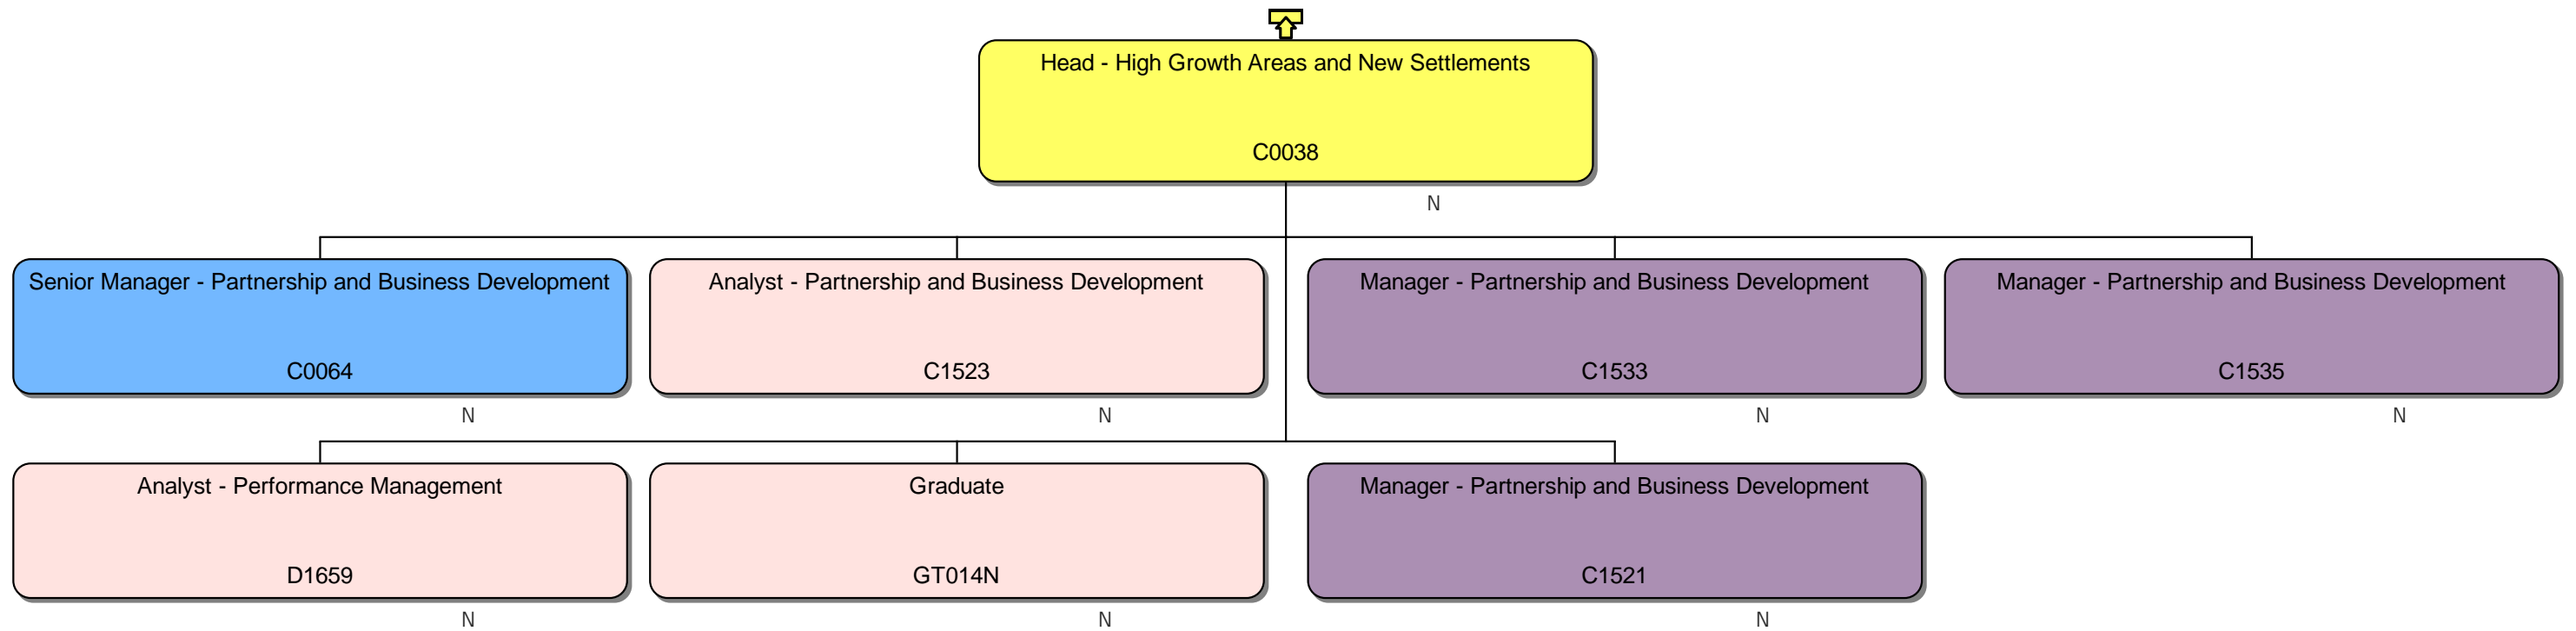 Head - High Growth Areas and New Settlements
C0038
N
Senior Manager - Partnership and Business Development
C0064
N
Analyst - Partnership and Business Development
C1523
N
Manager - Partnership and Business Development
C1533
N
Manager - Partnership and Business Development
C1535
N
Analyst - Performance Management
D1659
N
Graduate
GT014N
N
Manager - Partnership and Business Development
C1521
N